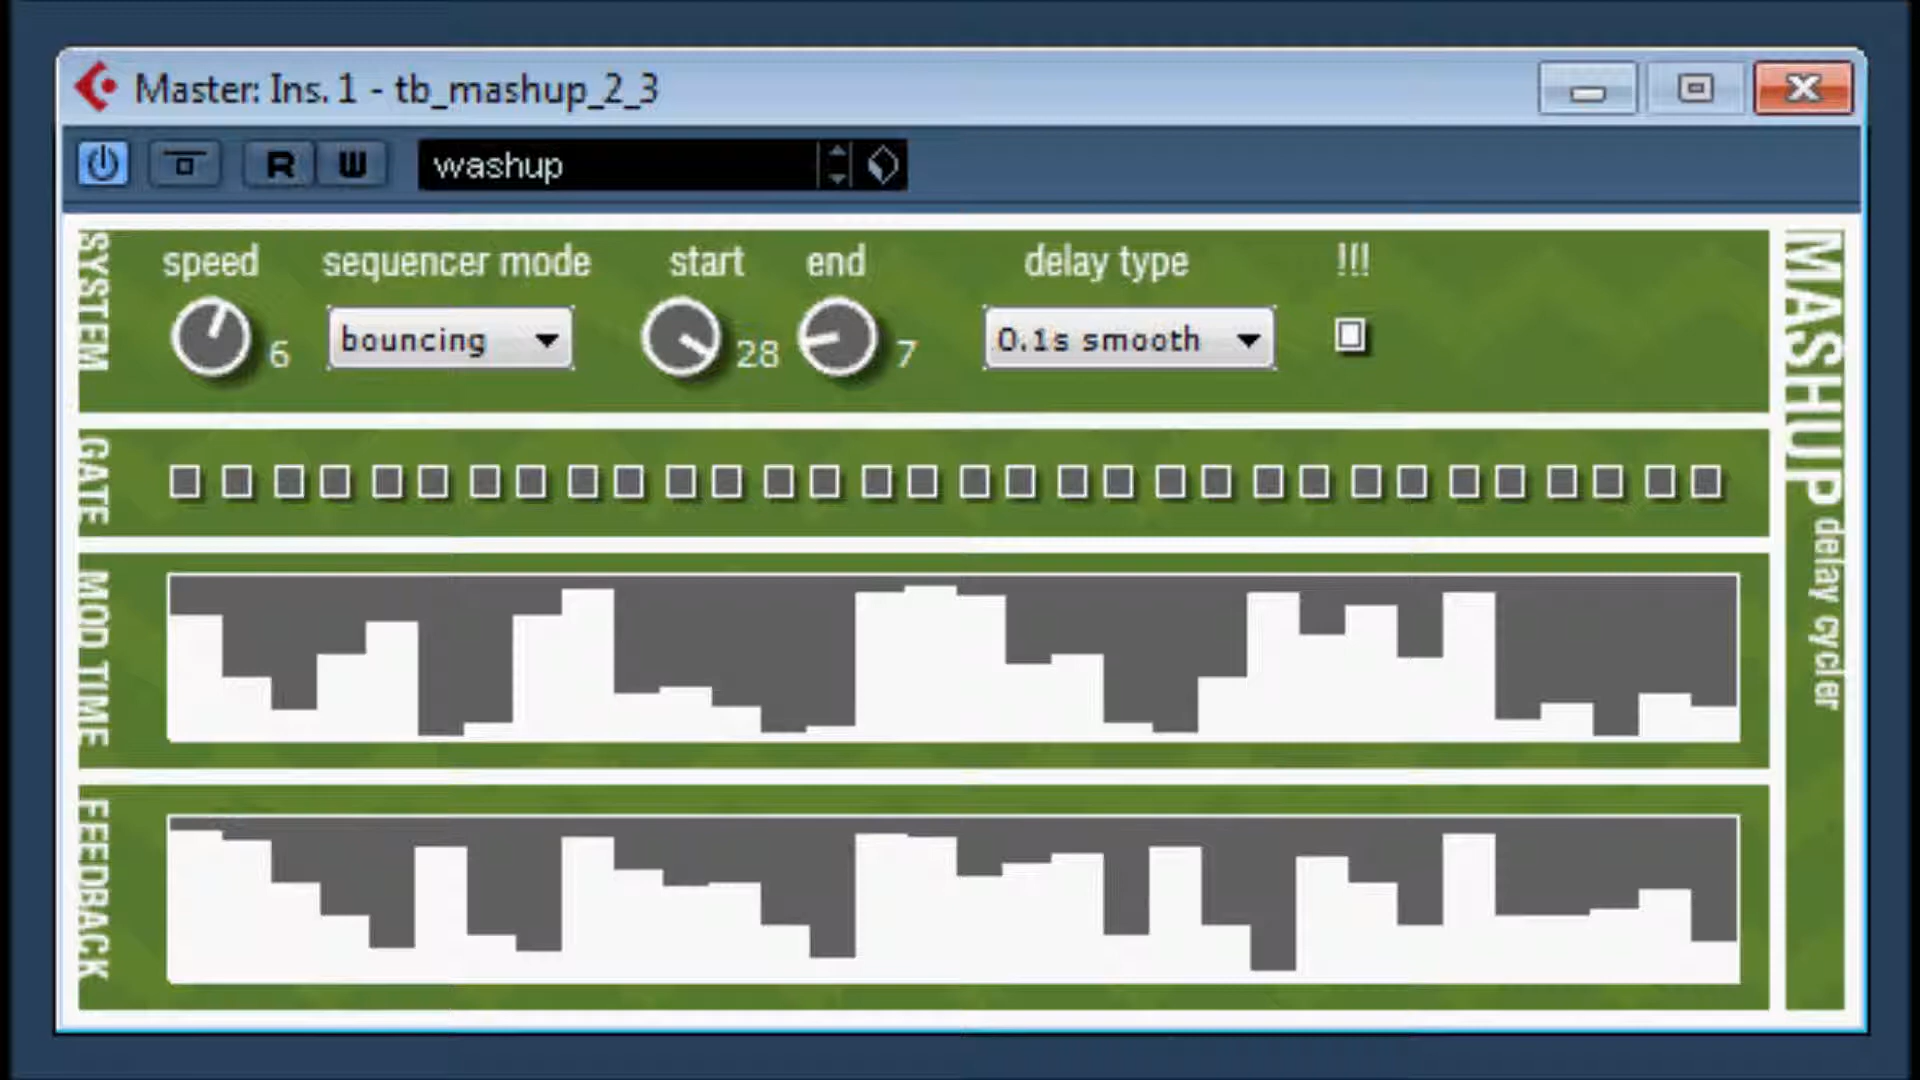 Master: Ins. 1 - tb_mashup_2_3
R W washup
SYSTEM
speed sequencer mode start end delay type !!!
6 bouncing 28 7 0.1s smooth
GATE
MOD TIME
FEEDBACK
MASHUP delay cycler